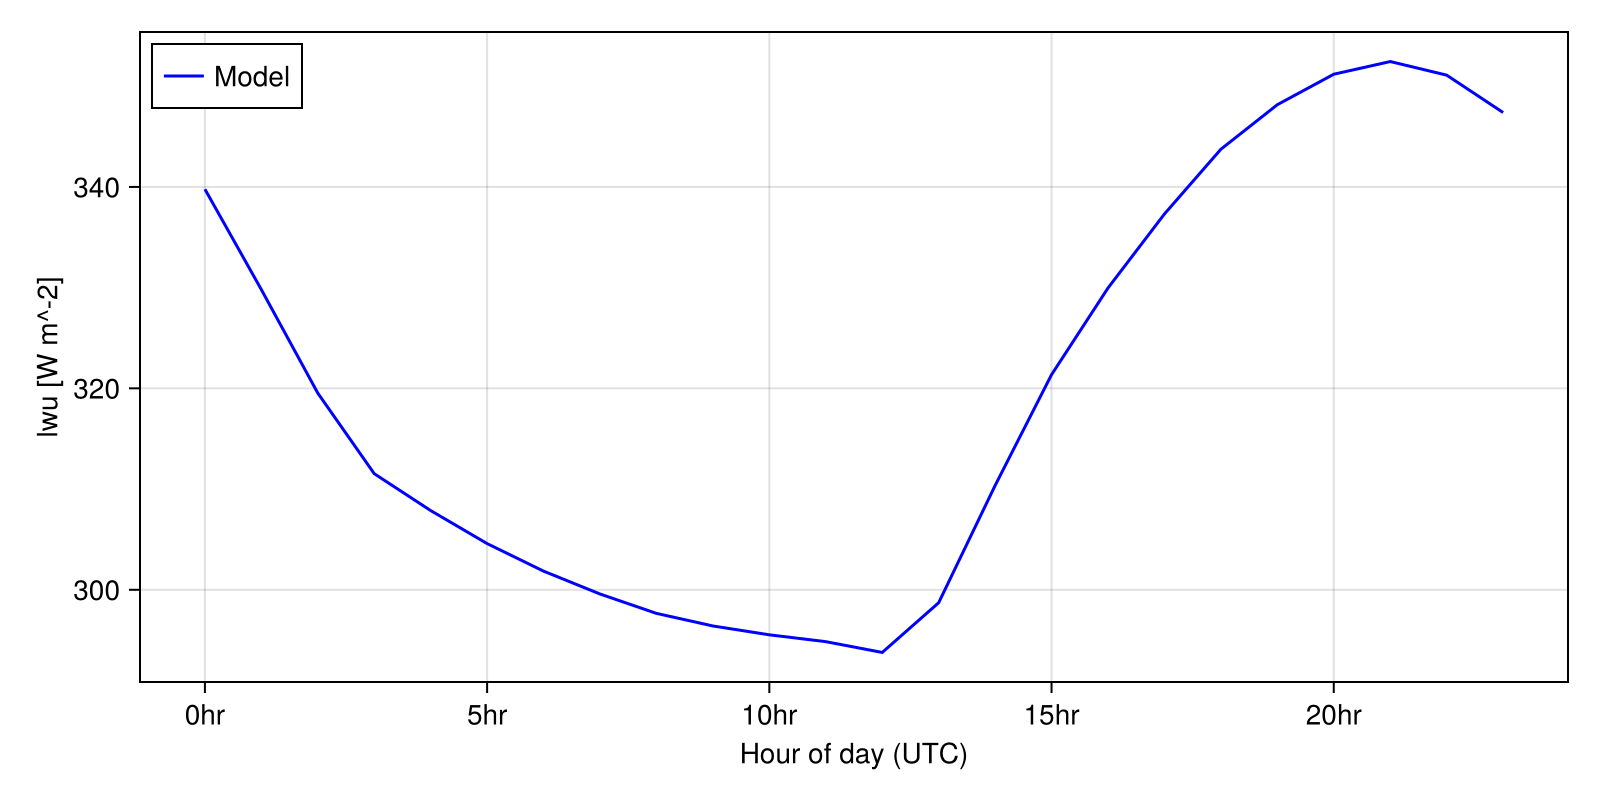 Model
340
320
300
lwu [W m^-2]
0hr 5hr 10hr 15hr 20hr
Hour of day (UTC)